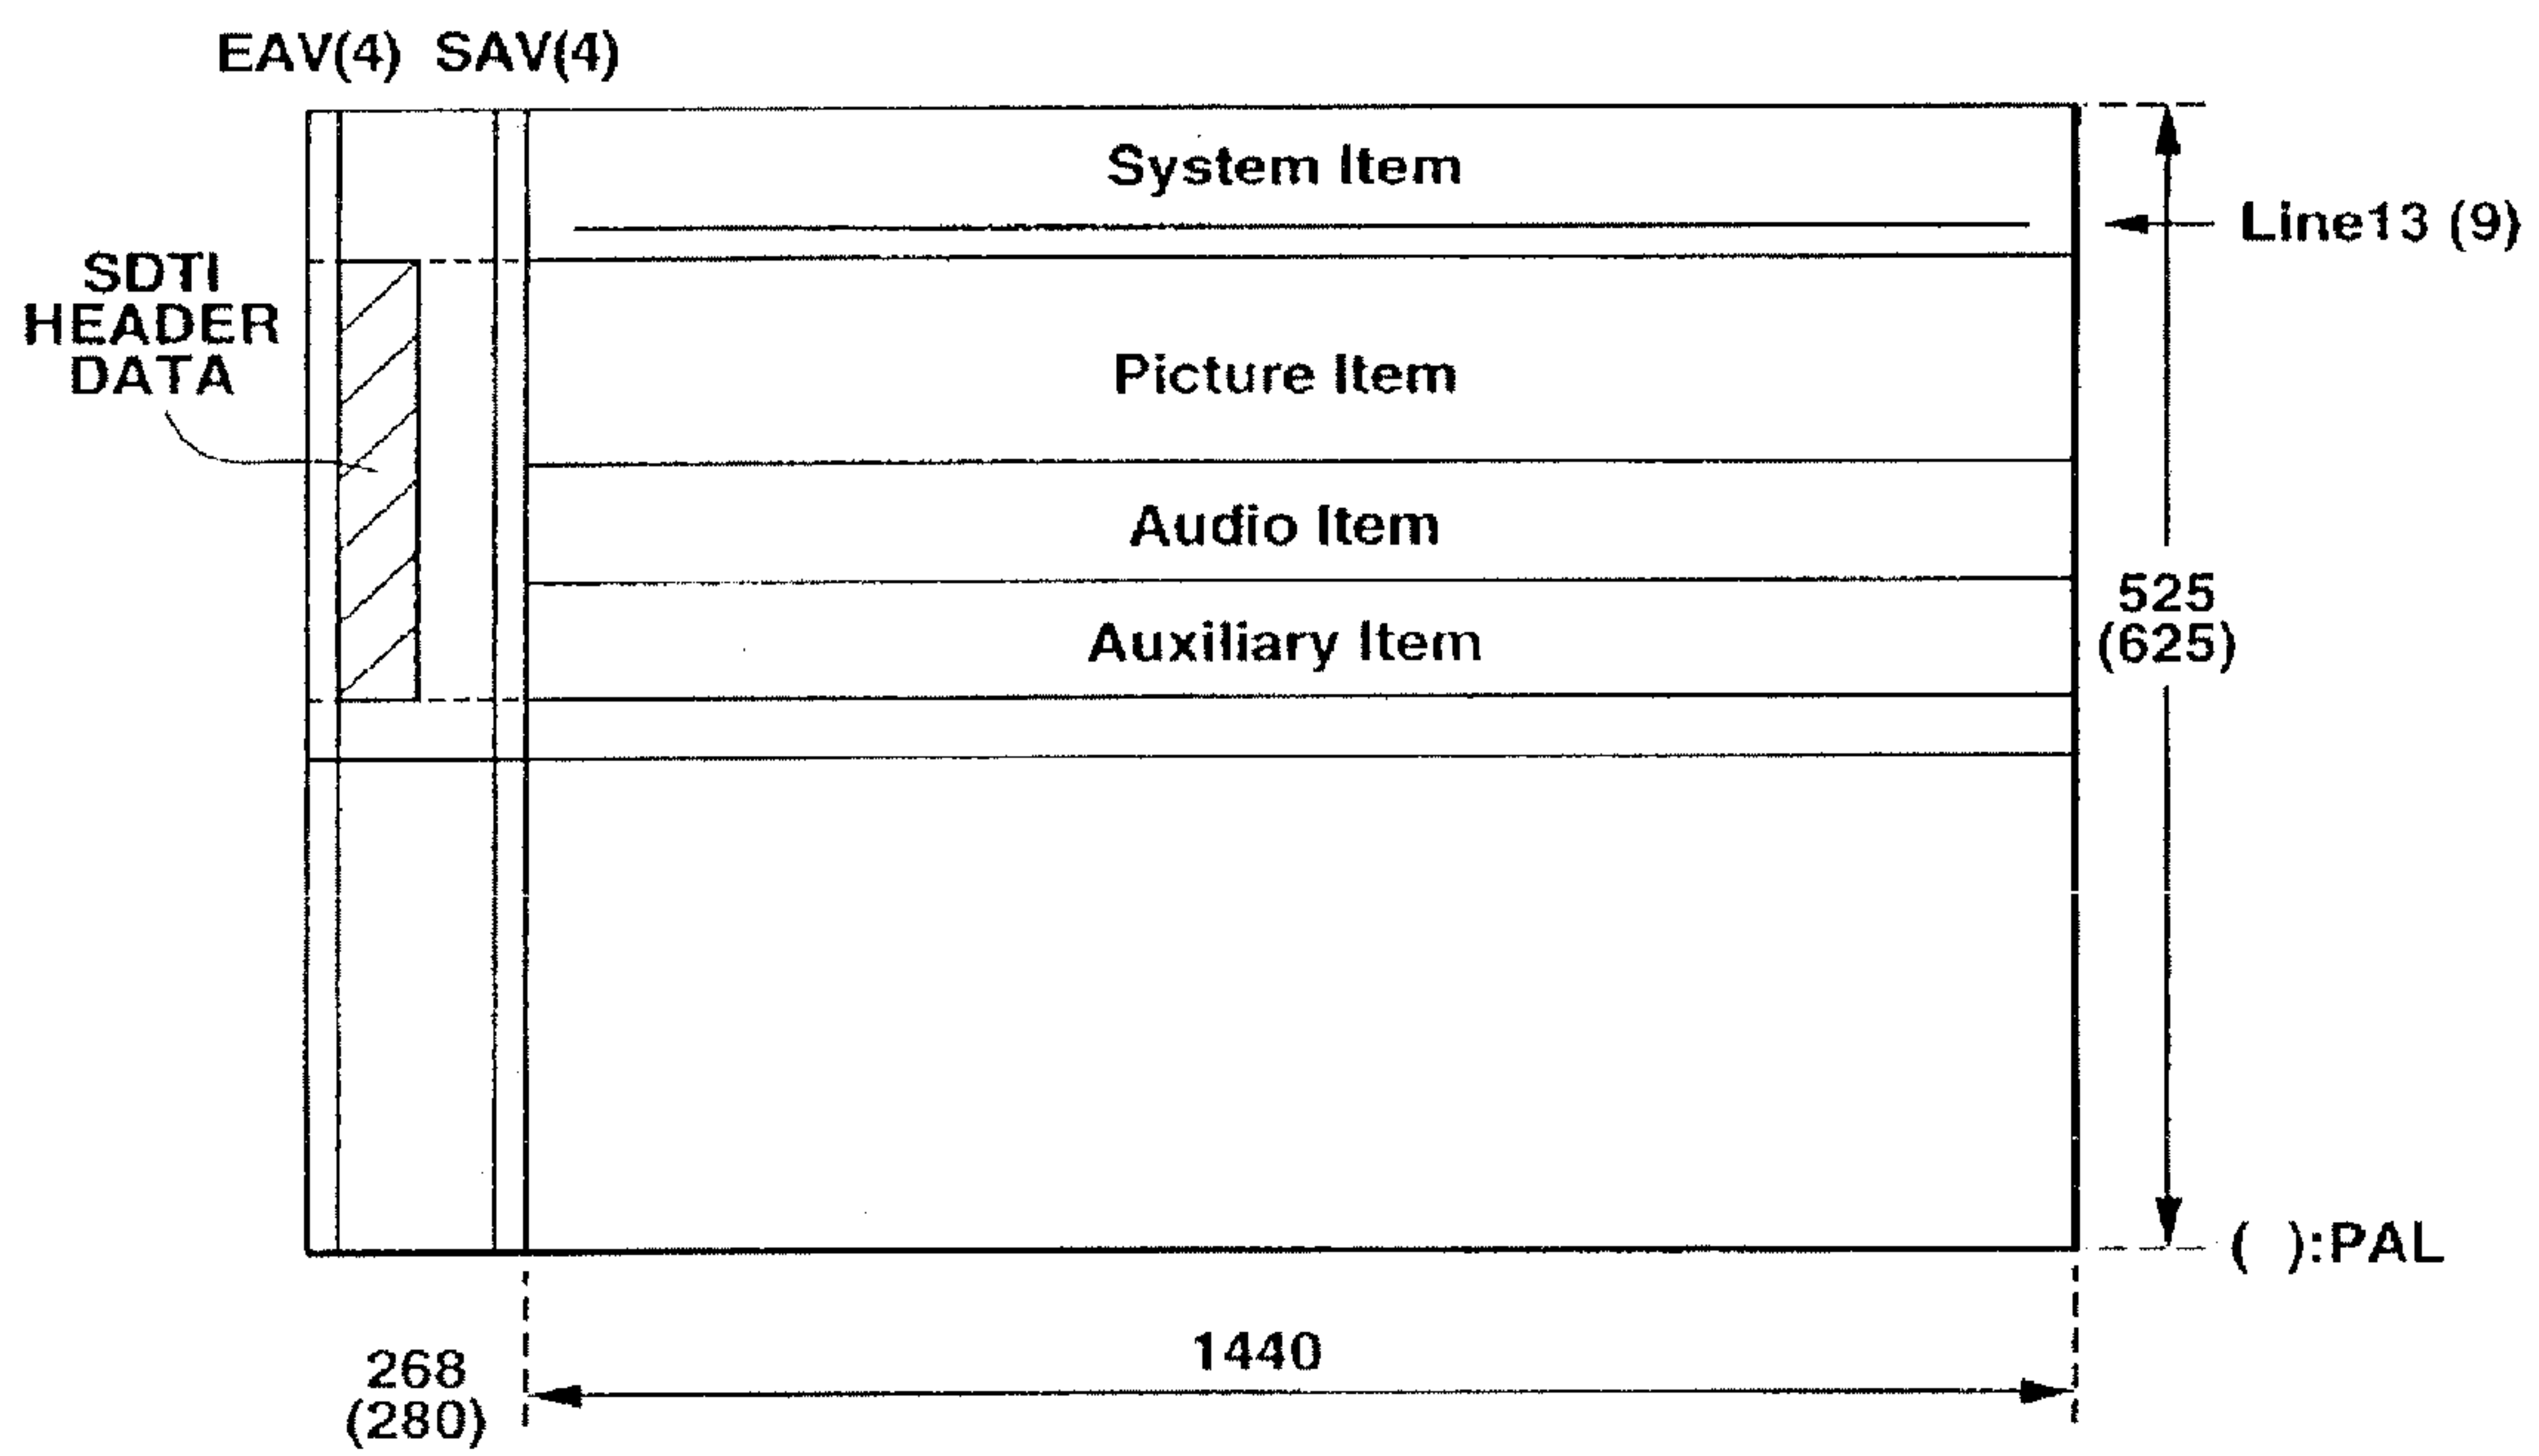 EAV(4) SAV(4)
System Item
Line13 (9)
SDTI
HEADER
DATA
Picture Item
Audio Item
525
(625)
Auxiliary Item
( ):PAL
1440
268
(280)